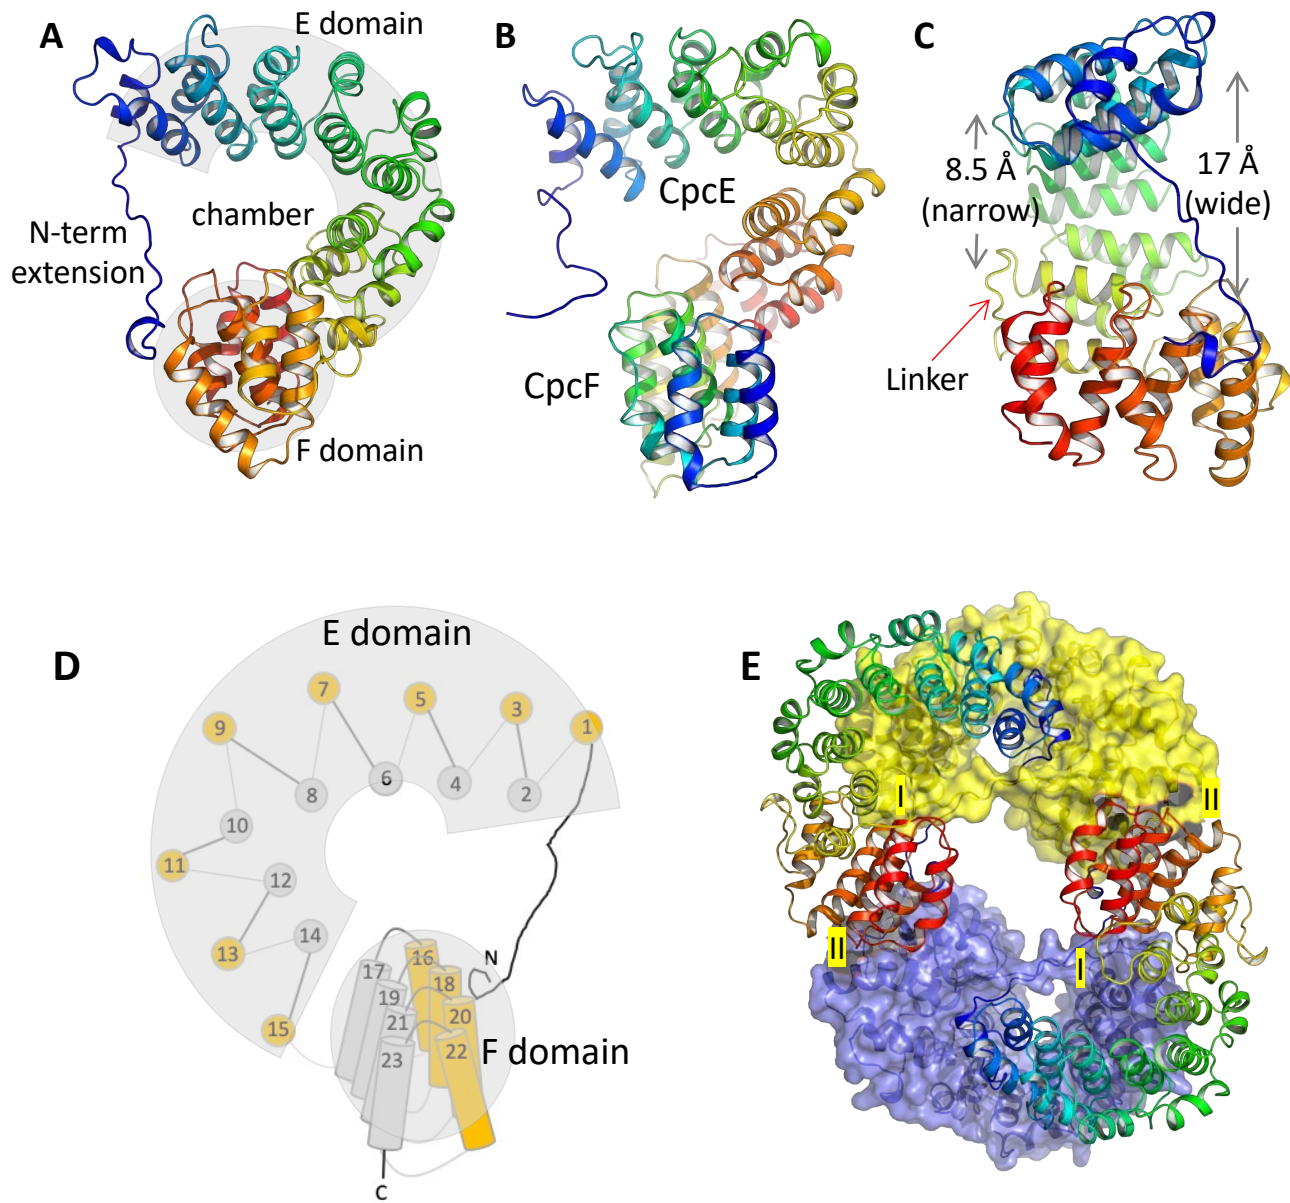 A
E domain
chamber
N-term
extension
F domain
B
CpcE
CpcF
C
8.5 Å
(narrow)
17 Å
(wide)
Linker
D
E domain
7
5
3
1
9
6
4
2
8
10
11
12
13
14
15
16
17
18
19
20
21
22
23
N
F domain
C
E
I
II
II
I